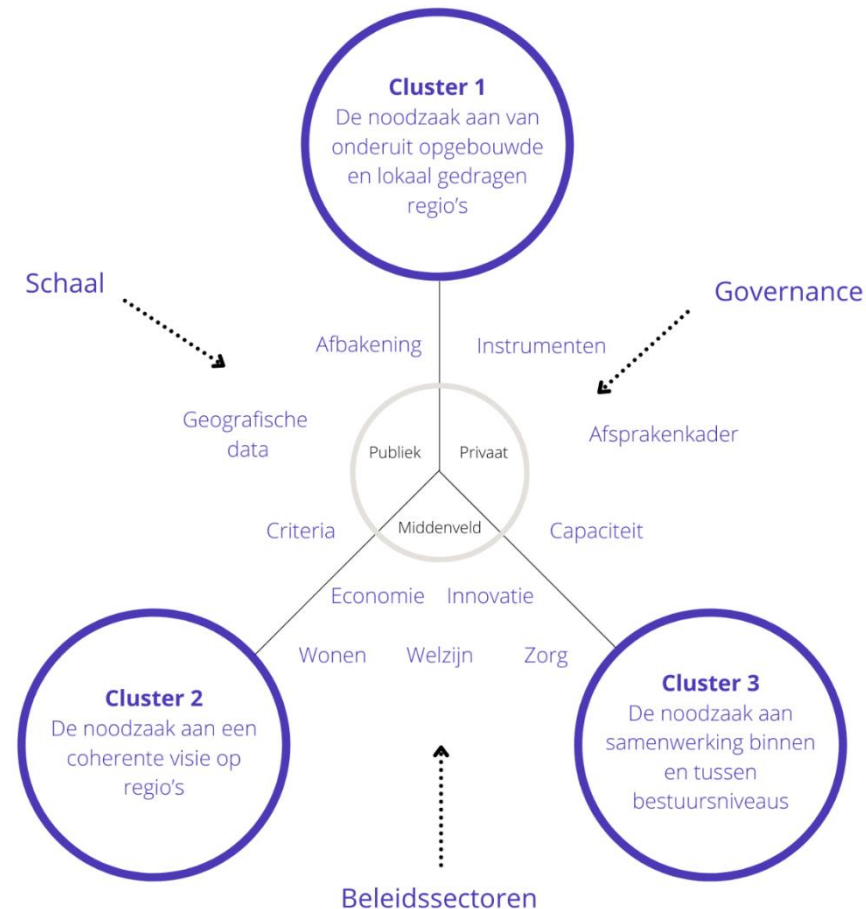 Cluster 1
De noodzaak aan van
onderuit opgebouwde
en lokaal gedragen
regio's
Schaal
Governance
Afbakening
Instrumenten
Geografische
data
Afsprakenkader
Publiek
Privaat
Middenveld
Criteria
Capaciteit
Economie
Innovatie
Wonen
Welzijn
Zorg
Cluster 2
De noodzaak aan een
coherente visie op
regio's
Cluster 3
De noodzaak aan
samenwerking binnen
en tussen
bestuursniveaus
Beleidssectoren